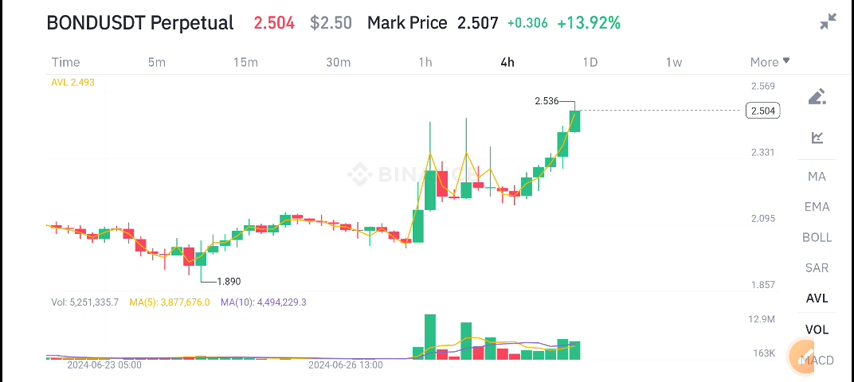 BONDUSDT Perpetual 2.504 $2.50 Mark Price 2.507 +0.306 +13.92%
Time 5m 15m 30m 1h 4h 1D 1w More
AVL 2.493
2.569
2.536
2.504
2.331
BINANCE
2.095
1.890
1.857
Vol: 5,251,335.7 MA(5): 3,877,676.0 MA(10): 4,494,229.3
12.9M
163K
2024-06-23 05:00 2024-06-26 13:00
MA
EMA
BOLL
SAR
AVL
VOL
MACD